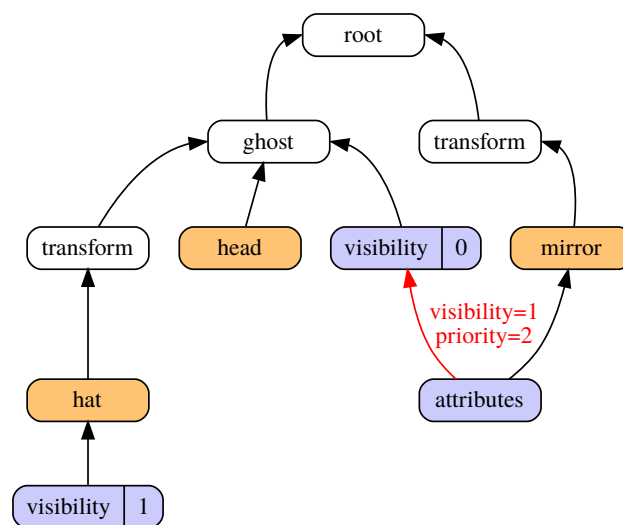 root
ghost
transform
transform
head
visibility 0
mirror
visibility=1
priority=2
hat
attributes
visibility 1